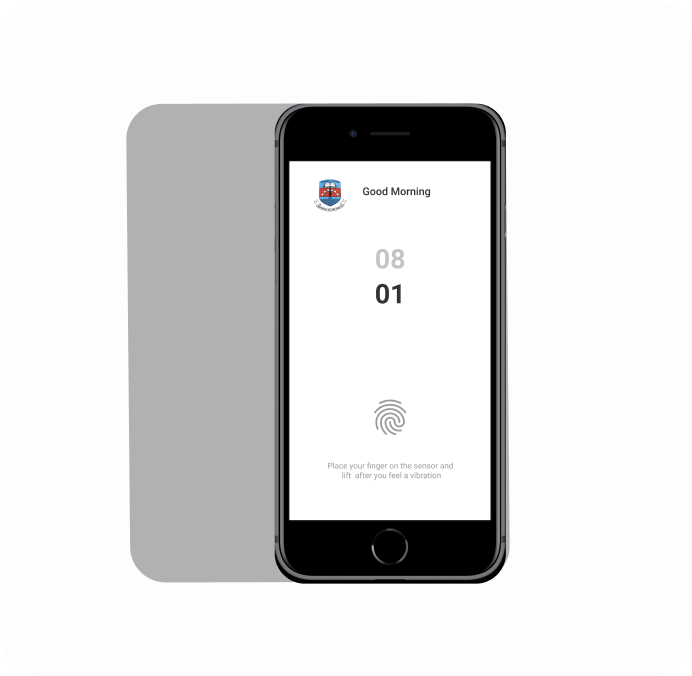 Good Morning
08
01
Place your finger on the sensor and
lift after you feel a vibration